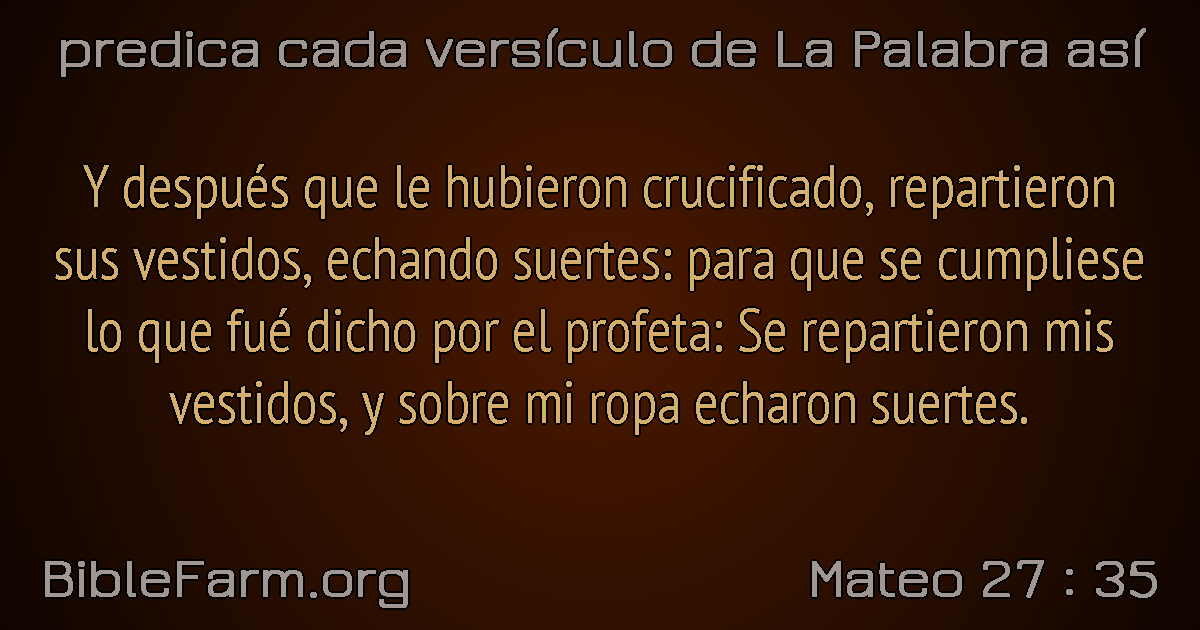 predica cada versículo de La Palabra así
Y después que le hubieron crucificado, repartieron
sus vestidos, echando suertes: para que se cumpliese
lo que fué dicho por el profeta: Se repartieron mis
vestidos, y sobre mi ropa echaron suertes.
BibleFarm.org
Mateo 27 : 35